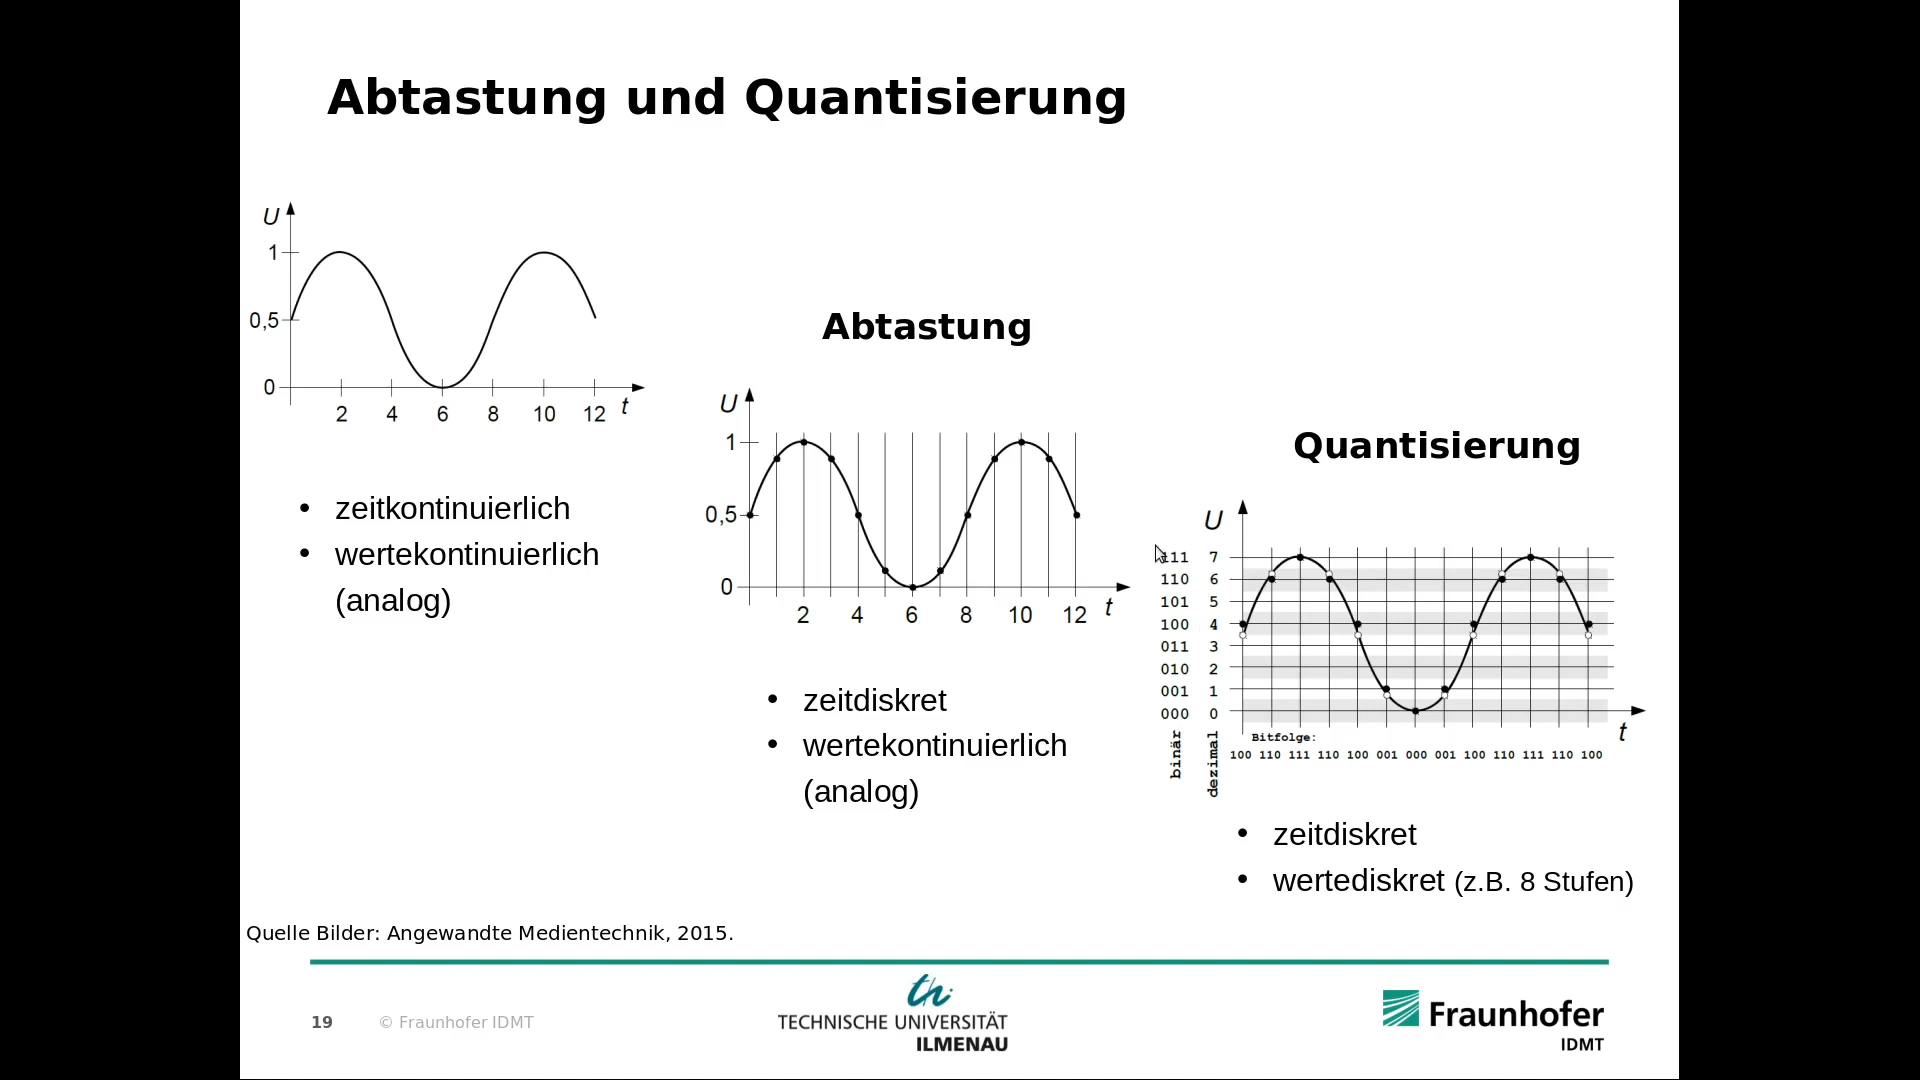 Abtastung und Quantisierung
U
1
0,5
0
2 4 6 8 10 12 t
• zeitkontinuierlich
• wertekontinuierlich
(analog)
Abtastung
U
1
0,5
0
2 4 6 8 10 12 t
• zeitdiskret
• wertekontinuierlich
(analog)
Quantisierung
U
111 7
110 6
101 5
100 4
011 3
010 2
001 1
000 0
t
binär
dezimal
Bitfolge:
100 110 111 110 100 001 000 001 100 110 111 110 100
• zeitdiskret
• wertediskret (z.B. 8 Stufen)
Quelle Bilder: Angewandte Medientechnik, 2015.
19
© Fraunhofer IDMT
th
TECHNISCHE UNIVERSITÄT
ILMENAU
Fraunhofer
IDMT